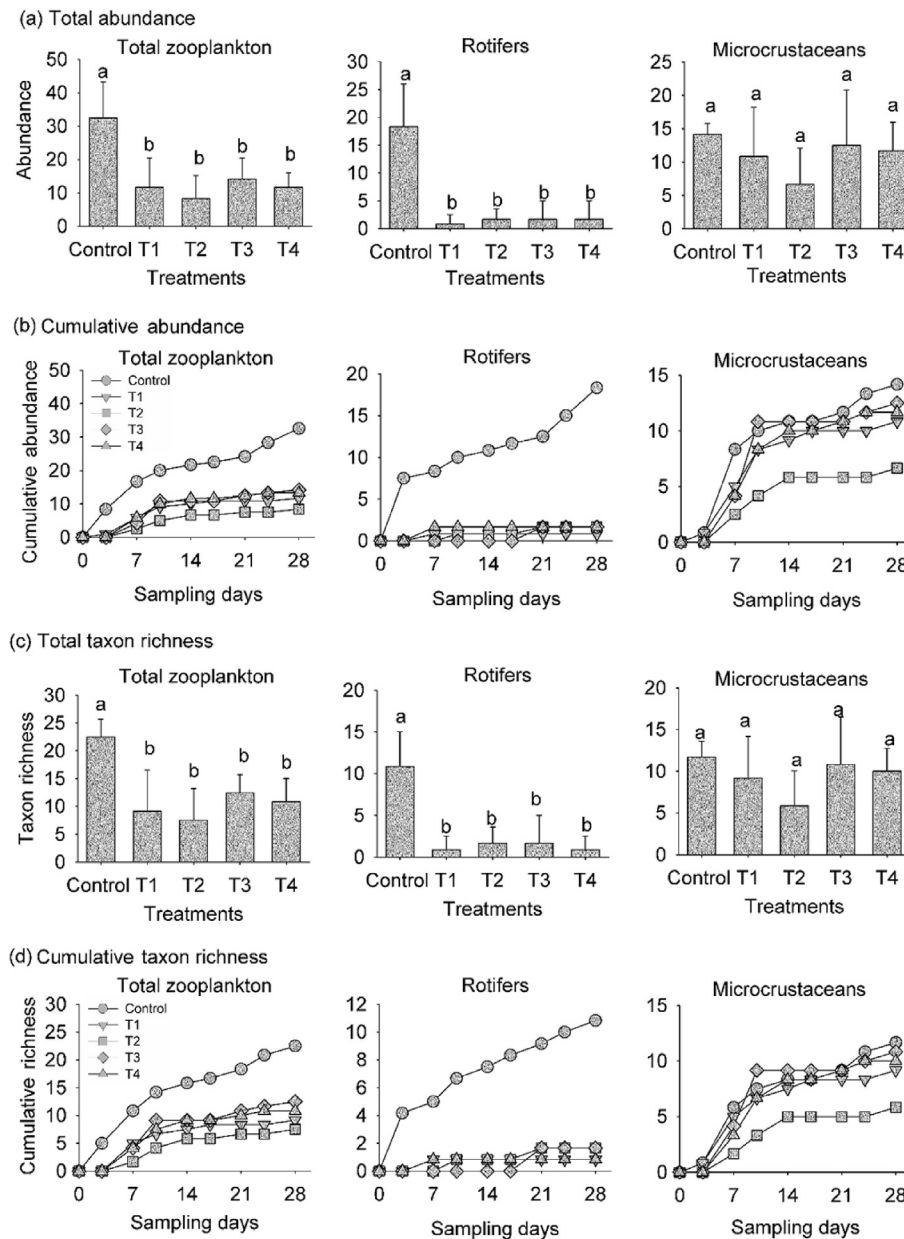 (a) Total abundance
Total zooplankton
Rotifers
Microcrustaceans
Abundance
50
40
30
20
10
0
a
b
b
b
b
Control T1 T2 T3 T4
Treatments
30
25
20
15
10
5
0
a
b
b
b
b
Control T1 T2 T3 T4
Treatments
25
20
15
10
5
0
a
a
a
a
a
Control T1 T2 T3 T4
Treatments
(b) Cumulative abundance
Total zooplankton
Rotifers
Microcrustaceans
Cumulative abundance
50
40
30
20
10
0
Control
T1
T2
T3
T4
0 7 14 21 28
Sampling days
20
15
10
5
0
0 7 14 21 28
Sampling days
15
10
5
0
0 7 14 21 28
Sampling days
(c) Total taxon richness
Total zooplankton
Rotifers
Microcrustaceans
Taxon richness
30
25
20
15
10
5
0
a
b
b
b
b
Control T1 T2 T3 T4
Treatments
20
15
10
5
0
a
b
b
b
b
Control T1 T2 T3 T4
Treatments
20
15
10
5
0
a
a
a
a
a
Control T1 T2 T3 T4
Treatments
(d) Cumulative taxon richness
Total zooplankton
Rotifers
Microcrustaceans
Cumulative richness
30
25
20
15
10
5
0
Control
T1
T2
T3
T4
0 7 14 21 28
Sampling days
12
10
8
6
4
2
0
0 7 14 21 28
Sampling days
15
10
5
0
0 7 14 21 28
Sampling days